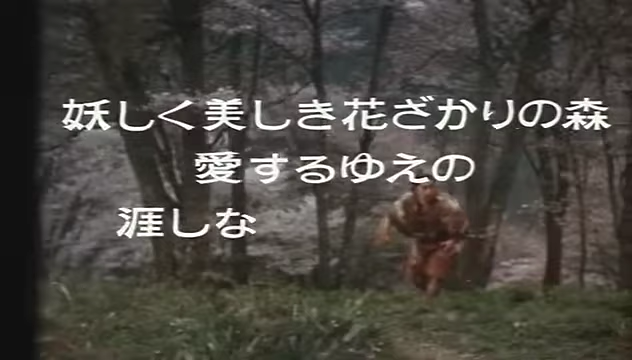 妖しく美しき花ざかりの森
愛するゆえの
涯しな